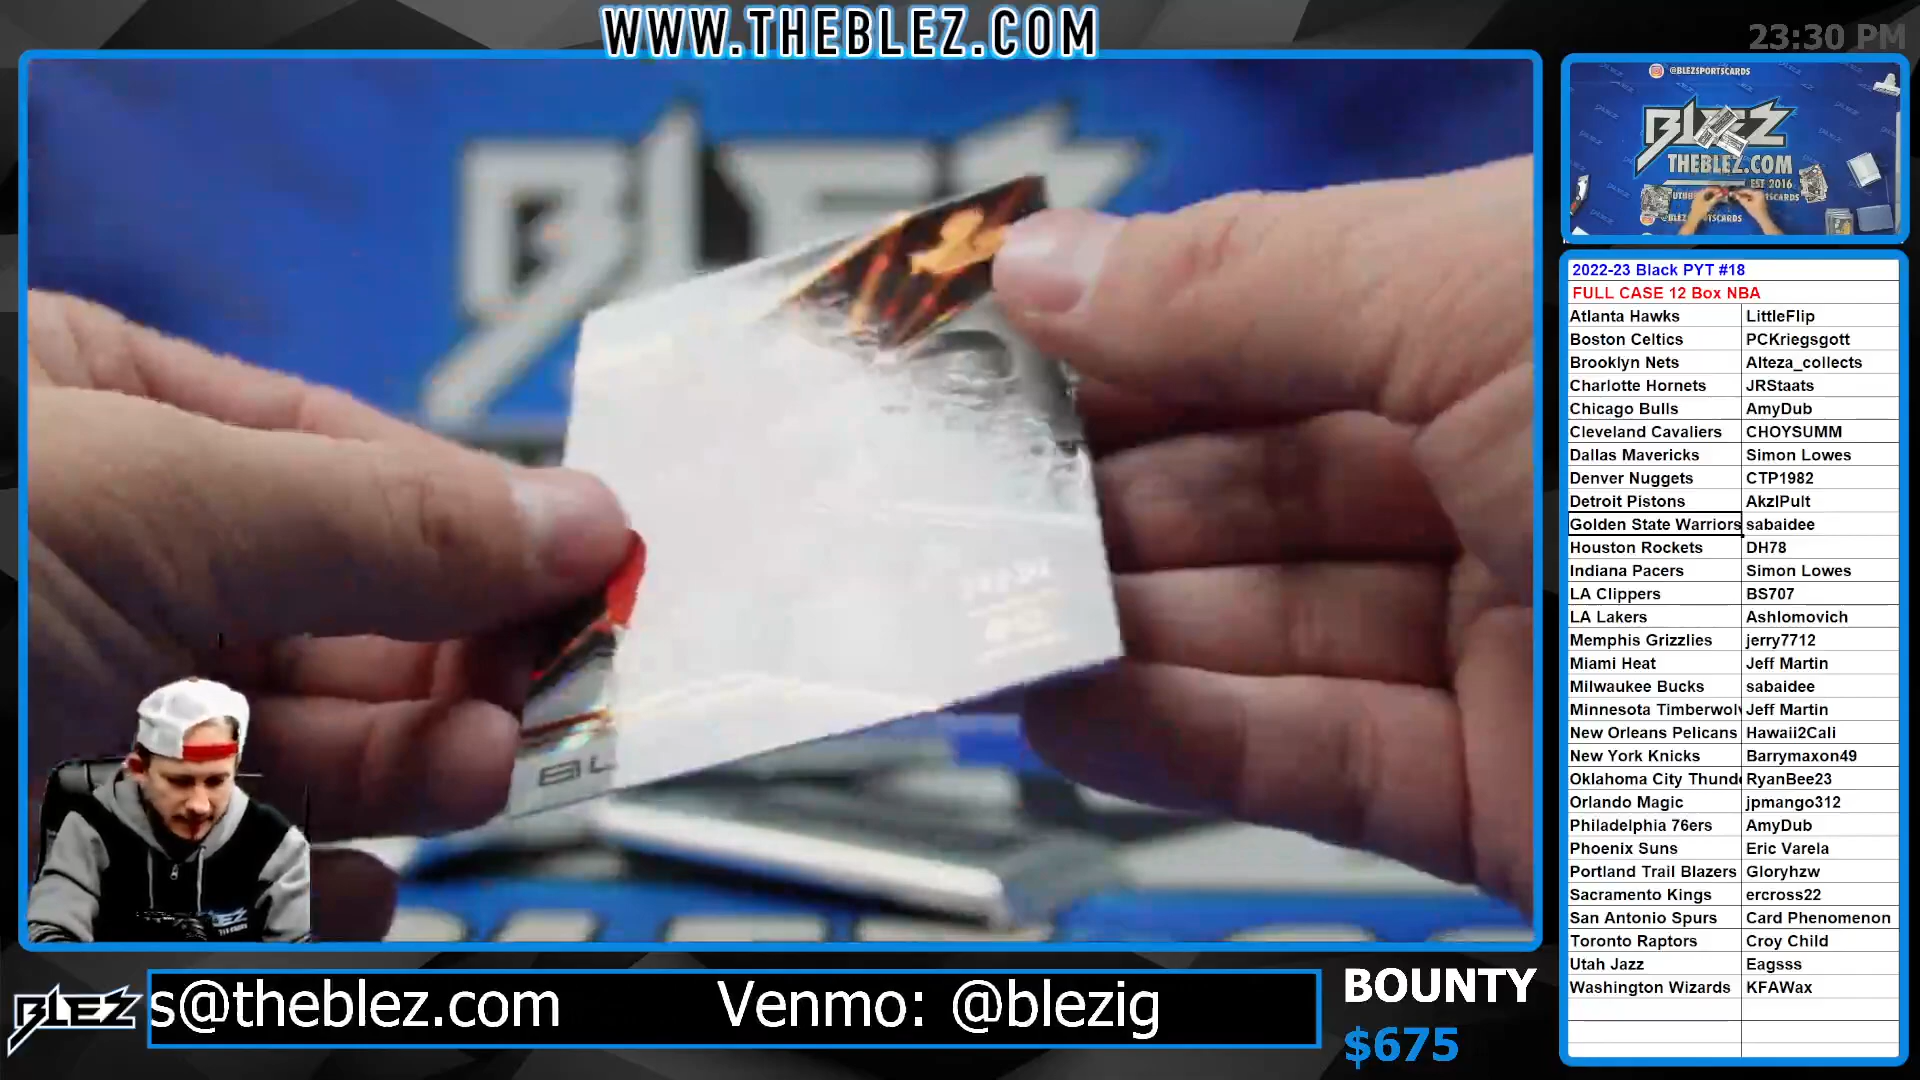 WWW.THEBLEZ.COM
23:30 PM
@BLEZSPORTSCARDS
BLEZ
THEBLEZ.COM
EST 2016
2022-23 Black PYT #18
FULL CASE 12 Box NBA
Atlanta Hawks LittleFlip
Boston Celtics PCKriegsgott
Brooklyn Nets Alteza_collects
Charlotte Hornets JRStaats
Chicago Bulls AmyDub
Cleveland Cavaliers CHOYSUMM
Dallas Mavericks Simon Lowes
Denver Nuggets CTP1982
Detroit Pistons
Golden State Warriors sabaidee
Houston Rockets DH78
Indiana Pacers Simon Lowes
LA Clippers BS707
LA Lakers Ashlomovich
Memphis Grizzlies jerry7712
Miami Heat Jeff Martin
Milwaukee Bucks sabaidee
Minnesota Timberwolv Jeff Martin
New Orleans Pelicans Hawaii2Cali
New York Knicks Barrymaxon49
Oklahoma City Thunde RyanBee23
Orlando Magic jpmango312
Philadelphia 76ers AmyDub
Phoenix Suns Eric Varela
Portland Trail Blazers Gloryhzw
Sacramento Kings ercross22
San Antonio Spurs Card Phenomenon
Toronto Raptors Croy Child
Utah Jazz Eagsss
Washington Wizards KFAWax
BLEZ
BL
BLEZ
s@theblez.com Venmo: @blezig
BOUNTY
$675